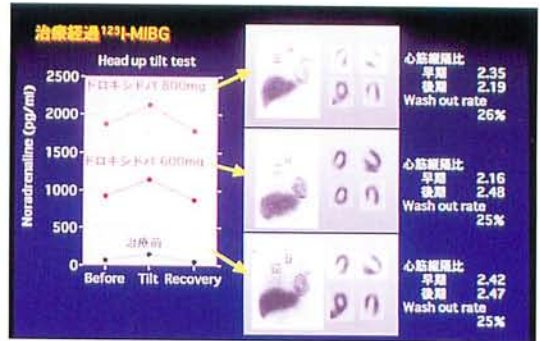 治療経過¹²⁵I-MIBG
Head up tilt test
Noradrenaline (pg/ml)
2500
2000
1500
1000
500
0
ドロキシドパ 800mg
ドロキシドパ 600mg
治療前
Before Tilt Recovery
心筋縦隔比
早期 2.35
後期 2.19
Wash out rate
26%
心筋縦隔比
早期 2.16
後期 2.48
Wash out rate
25%
心筋縦隔比
早期 2.42
後期 2.47
Wash out rate
25%